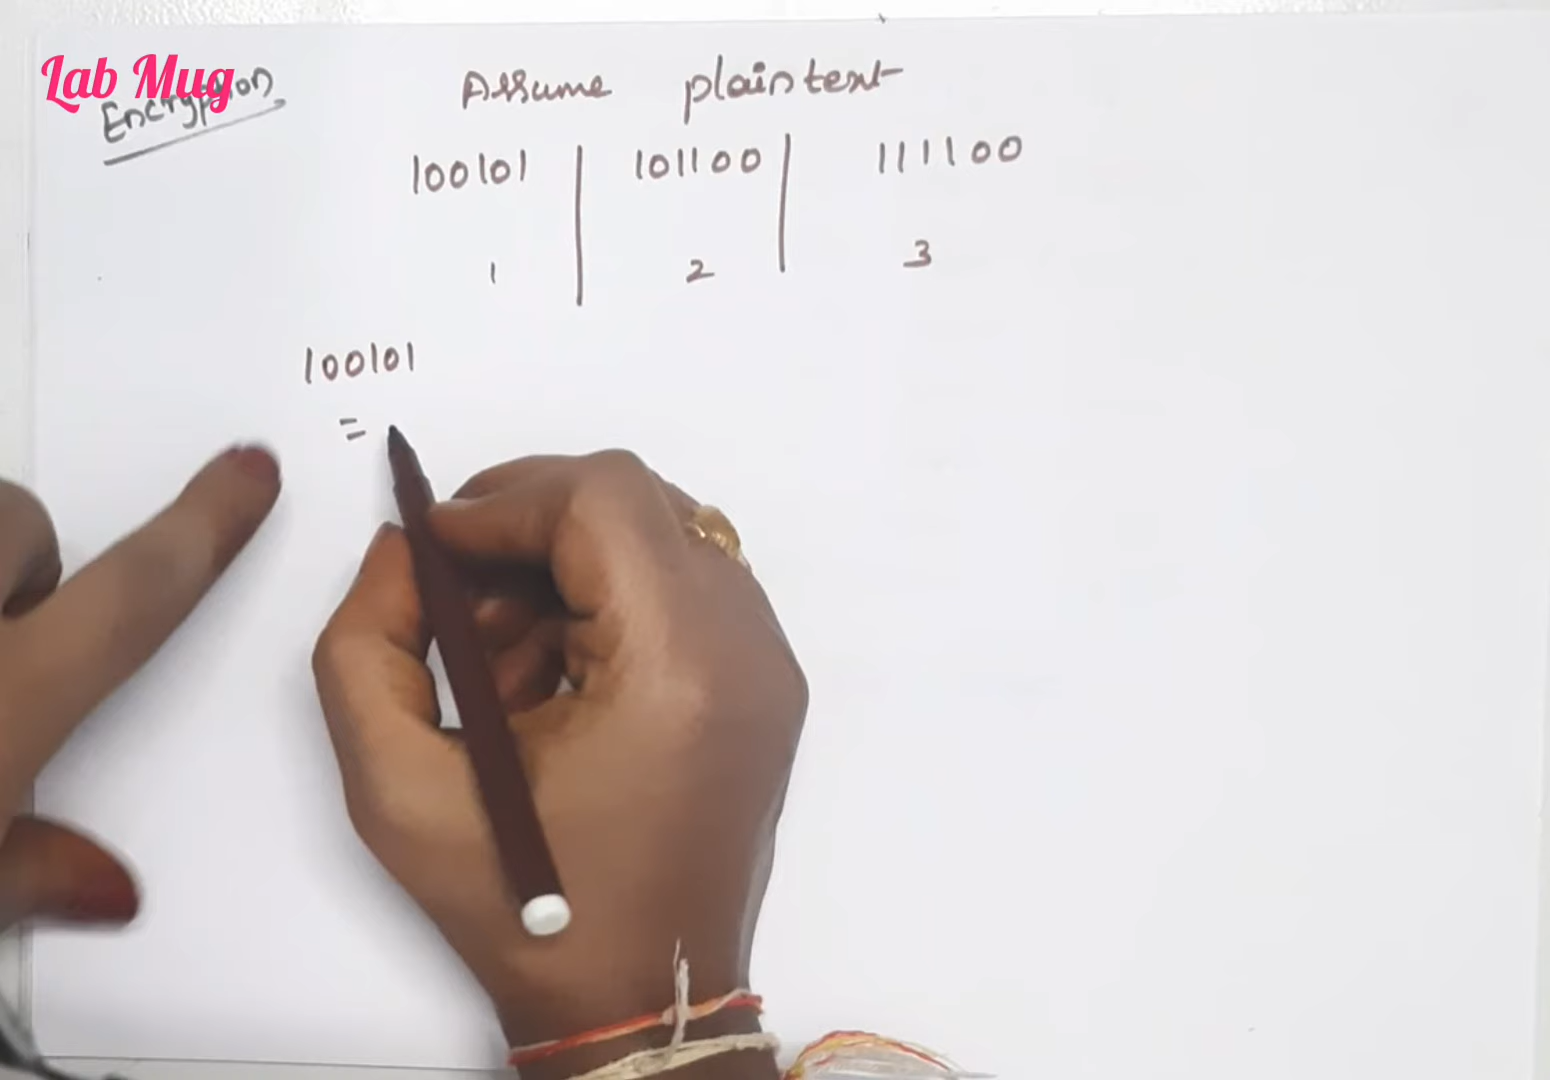 Lab Mug
Encryption
Assume plaintext
100101 | 101100 | 111100
1 2 3
100101
=